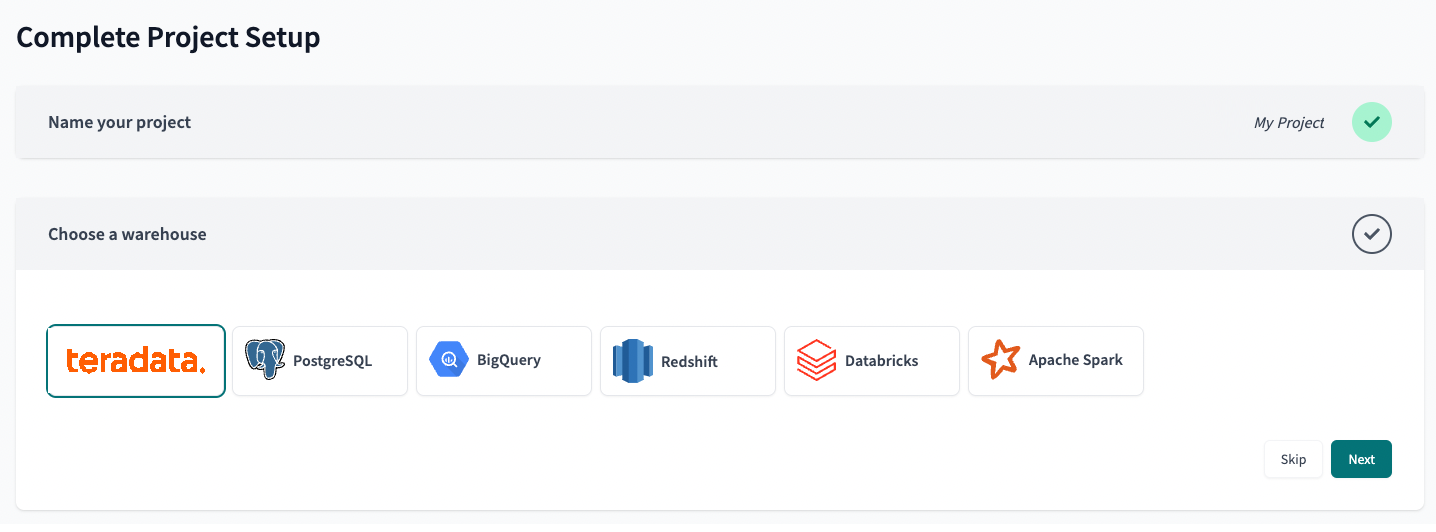 Complete Project Setup
Name your project
My Project
Choose a warehouse
teradata.
PostgreSQL
BigQuery
Redshift
Databricks
Apache Spark
Skip
Next